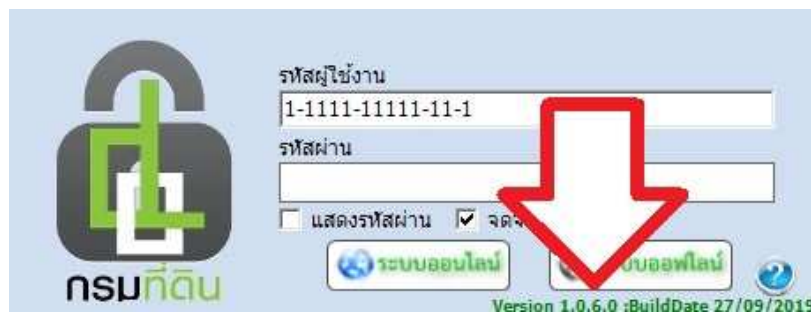 รหัสผู้ใช้งาน
1-1111-11111-11-1
รหัสผ่าน
แสดงรหัสผ่าน
ระบบออนไลน์
กรมที่ดิน
Version 1.0.6.0 :BuildDate 27/09/2019